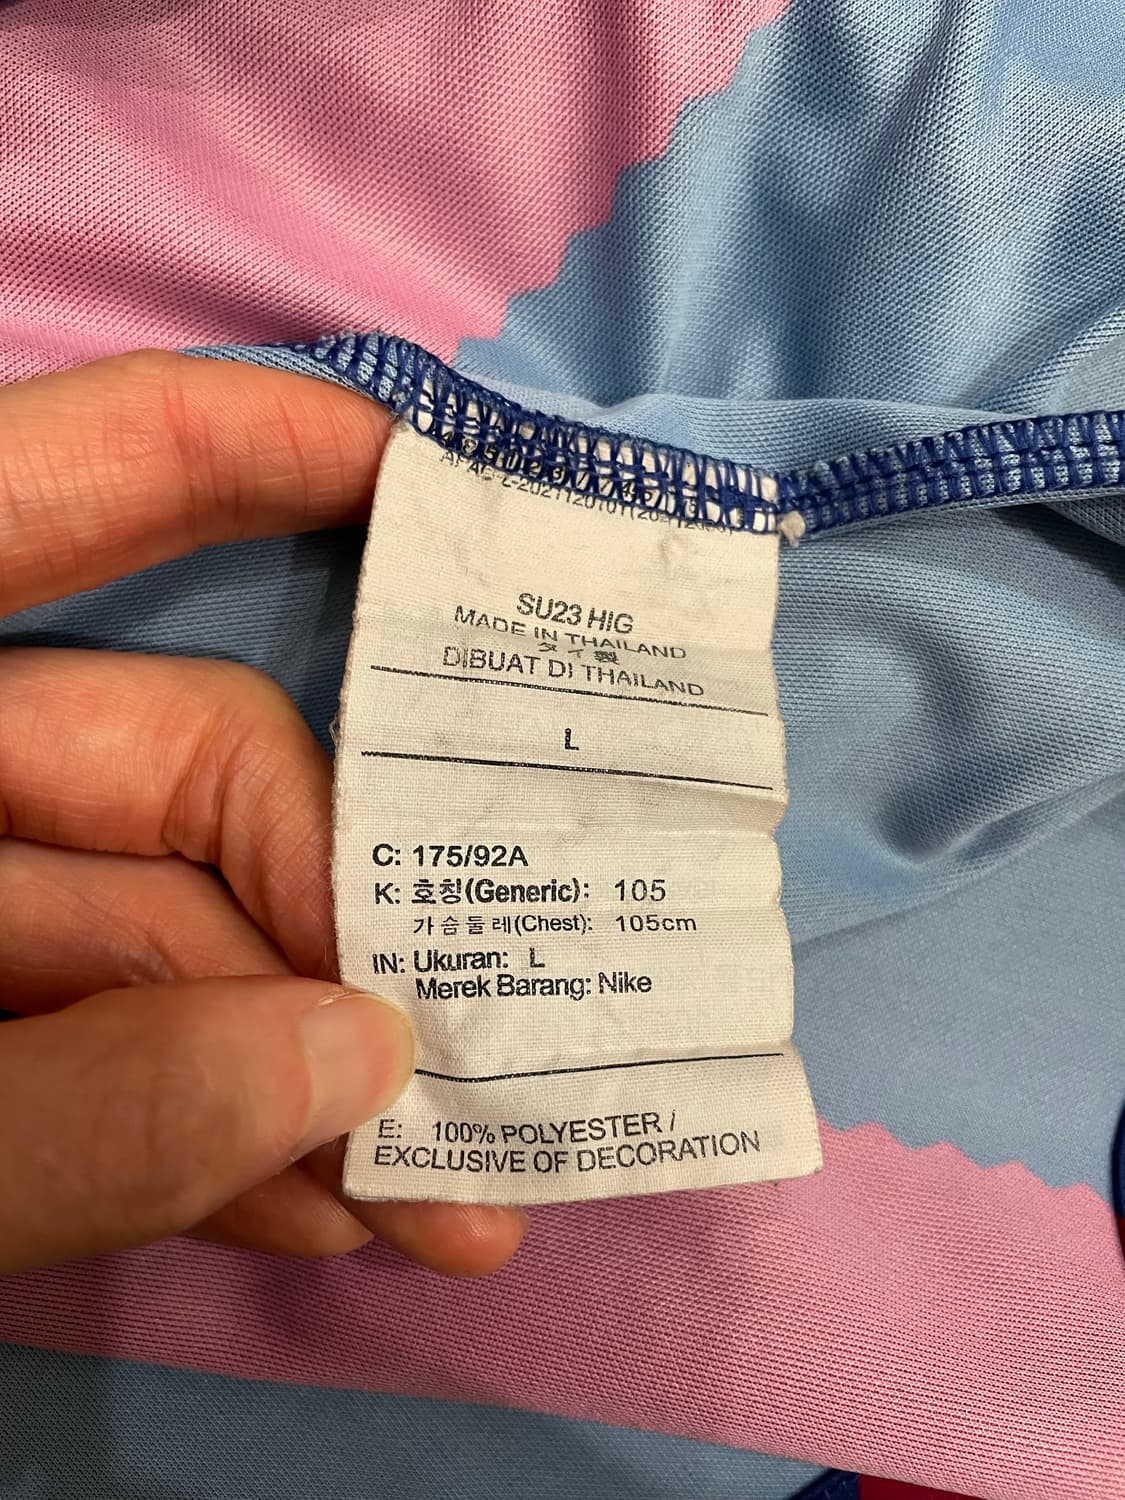 SU23 HIG
MADE IN THAILAND
タイ製
DIBUAT DI THAILAND
L
C: 175/92A
K: 호칭(Generic): 105
가슴둘레(Chest): 105cm
IN: Ukuran: L
Merek Barang: Nike
E: 100% POLYESTER /
EXCLUSIVE OF DECORATION